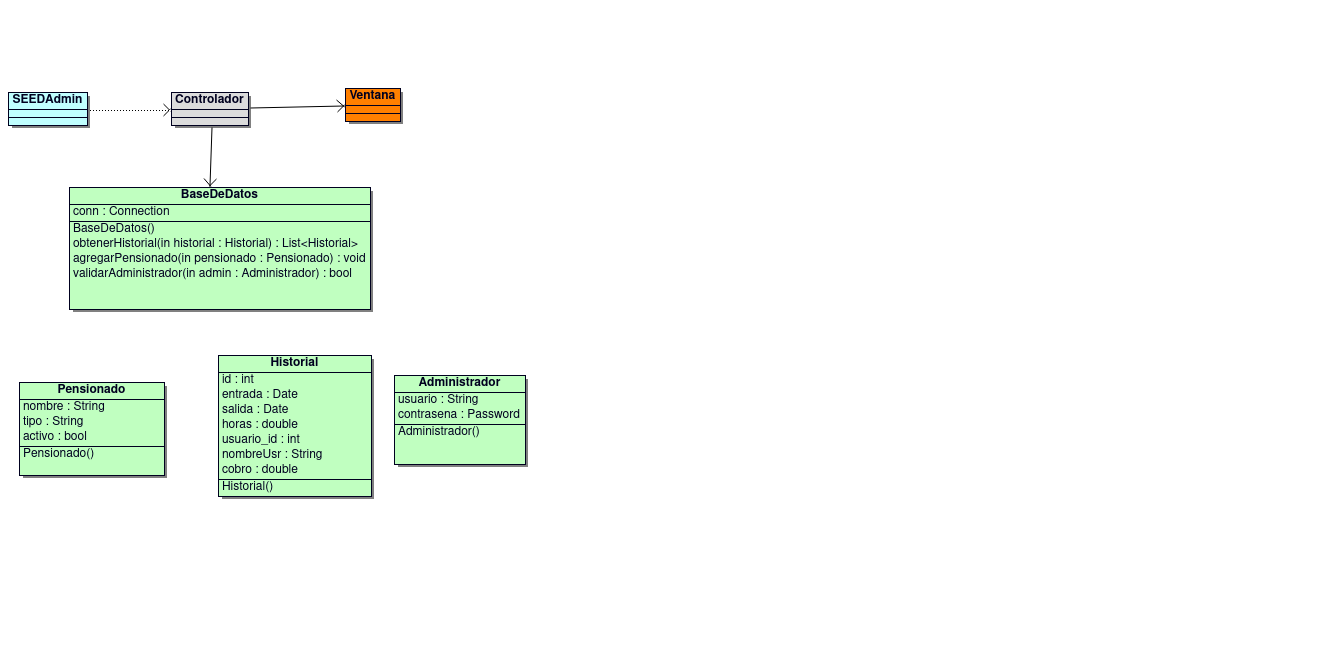 SEEDAdmin
Controlador
Ventana
BaseDeDatos
conn : Connection
BaseDeDatos()
obtenerHistorial(in historial : Historial) : List<Historial>
agregarPensionado(in pensionado : Pensionado) : void
validarAdministrador(in admin : Administrador) : bool
Pensionado
nombre : String
tipo : String
activo : bool
Pensionado()
Historial
id : int
entrada : Date
salida : Date
horas : double
usuario_id : int
nombreUsr : String
cobro : double
Historial()
Administrador
usuario : String
contrasena : Password
Administrador()